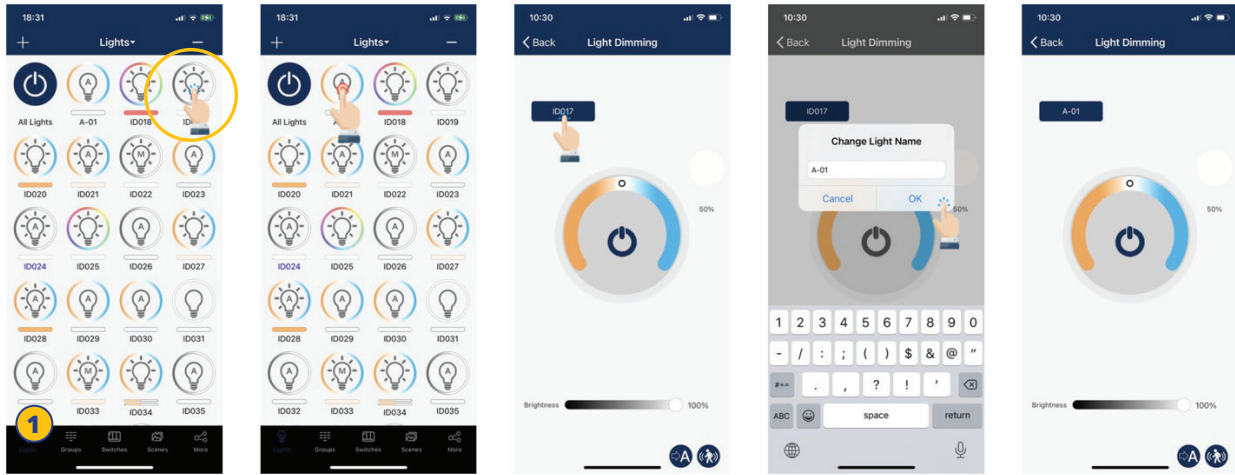 18:31
Lights
All Lights A-01 ID018
ID020 ID021 ID022 ID023
ID024 ID025 ID026 ID027
ID028 ID029 ID030 ID031
ID033 ID034 ID035
1
Lights Groups Switches Scenes More
18:31
Lights
All Lights ID018 ID019
ID020 ID021 ID022 ID023
ID024 ID025 ID026 ID027
ID028 ID029 ID030 ID031
ID032 ID033 ID034 ID035
Lights Groups Switches Scenes More
10:30
Back Light Dimming
ID017
50%
Brightness 100%
A
10:30
Back Light Dimming
ID017
Change Light Name
A-01
Cancel OK
50%
1 2 3 4 5 6 7 8 9 0
- / : ; ( ) $ & @ "
#+= . , ? ! '
ABC space return
10:30
Back Light Dimming
A-01
50%
Brightness 100%
A